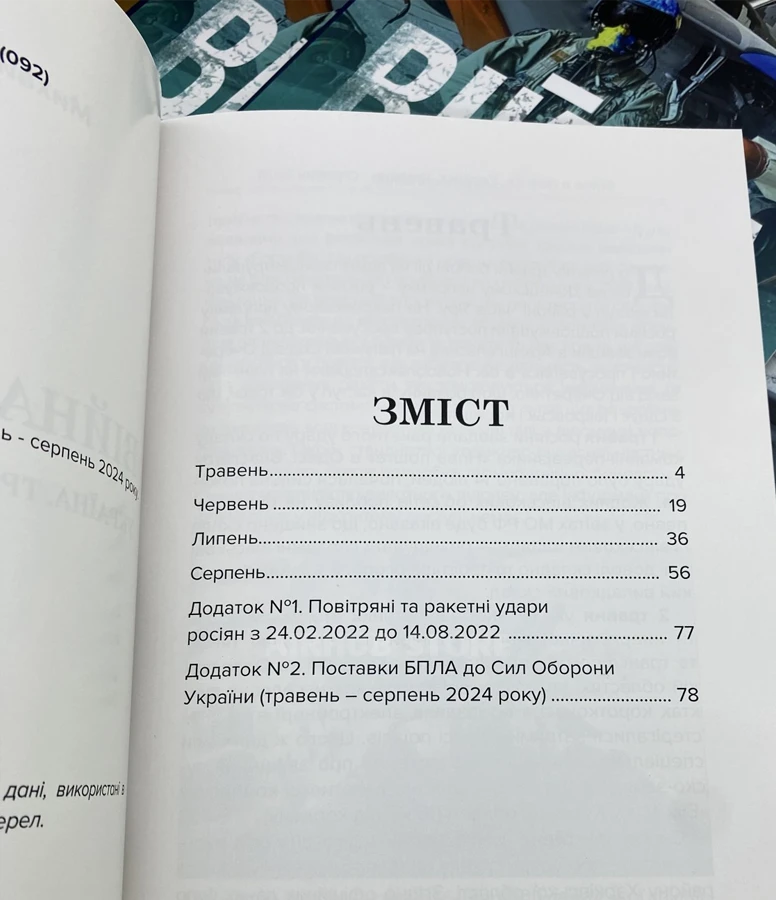 (092)
ь - серпень 2024 року
дані, використані в
ерел.
ЗМІСТ
Травень 4
Червень 19
Липень 36
Серпень 56
Додаток №1. Повітряні та ракетні удари
росіян з 24.02.2022 до 14.08.2022 77
Додаток №2. Поставки БПЛА до Сил Оборони
України (травень – серпень 2024 року) 78